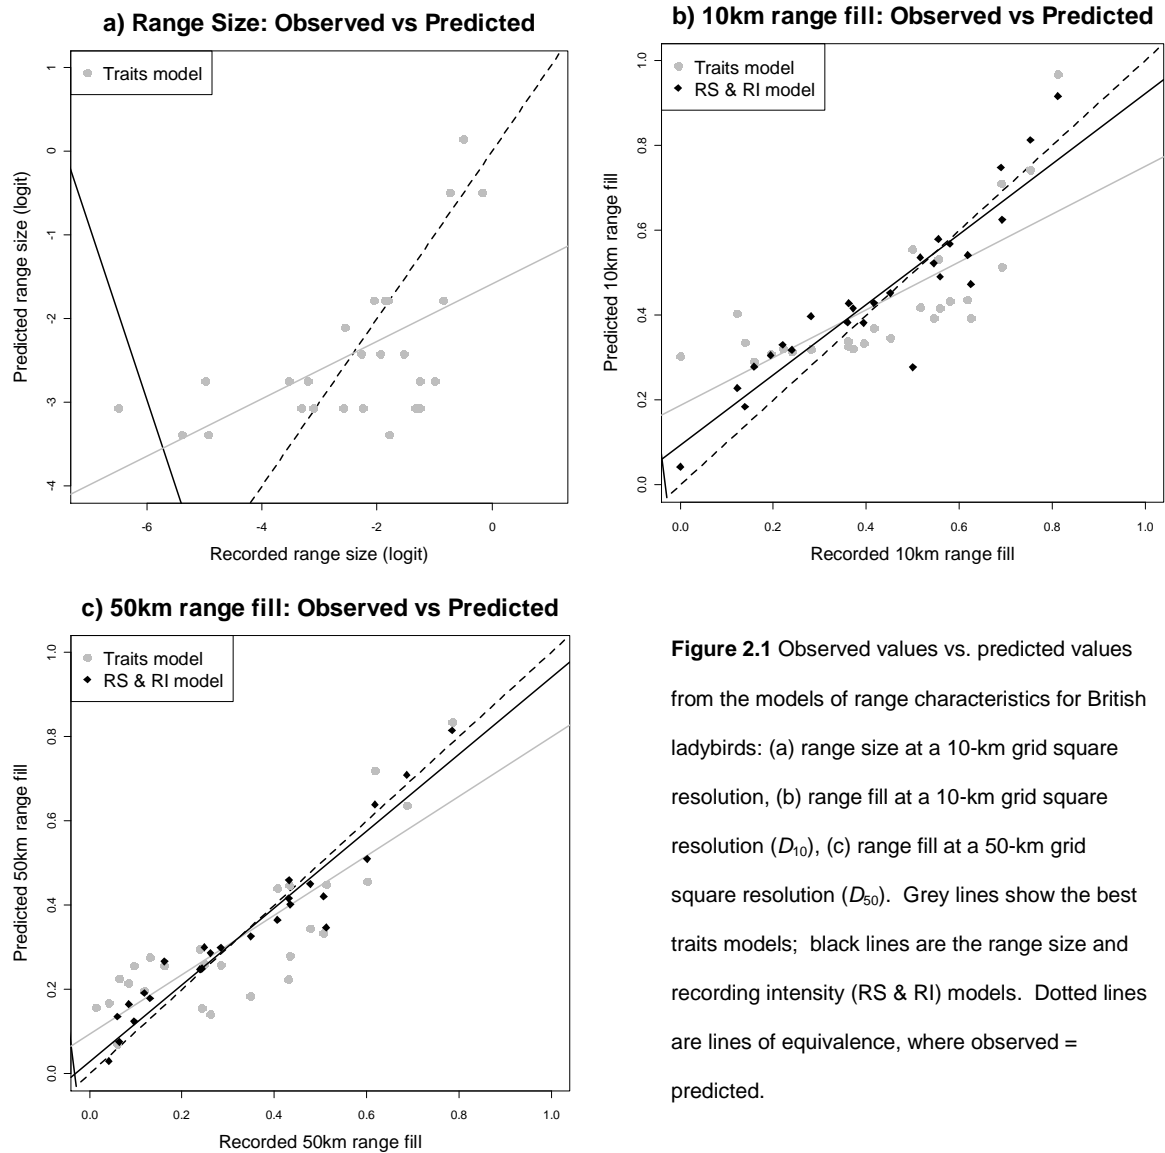 a) Range Size: Observed vs Predicted
Traits model
Predicted range size (logit)
1
0
-1
-2
-3
-4
-6
-4
-2
0
Recorded range size (logit)
b) 10km range fill: Observed vs Predicted
Traits model
RS & RI model
Predicted 10km range fill
1.0
0.8
0.6
0.4
0.2
0.0
0.0
0.2
0.4
0.6
0.8
1.0
Recorded 10km range fill
c) 50km range fill: Observed vs Predicted
Traits model
RS & RI model
Predicted 50km range fill
1.0
0.8
0.6
0.4
0.2
0.0
0.0
0.2
0.4
0.6
0.8
1.0
Recorded 50km range fill
Figure 2.1 Observed values vs. predicted values
from the models of range characteristics for British
ladybirds: (a) range size at a 10-km grid square
resolution, (b) range fill at a 10-km grid square
resolution (D10), (c) range fill at a 50-km grid
square resolution (D50). Grey lines show the best
traits models; black lines are the range size and
recording intensity (RS & RI) models. Dotted lines
are lines of equivalence, where observed =
predicted.